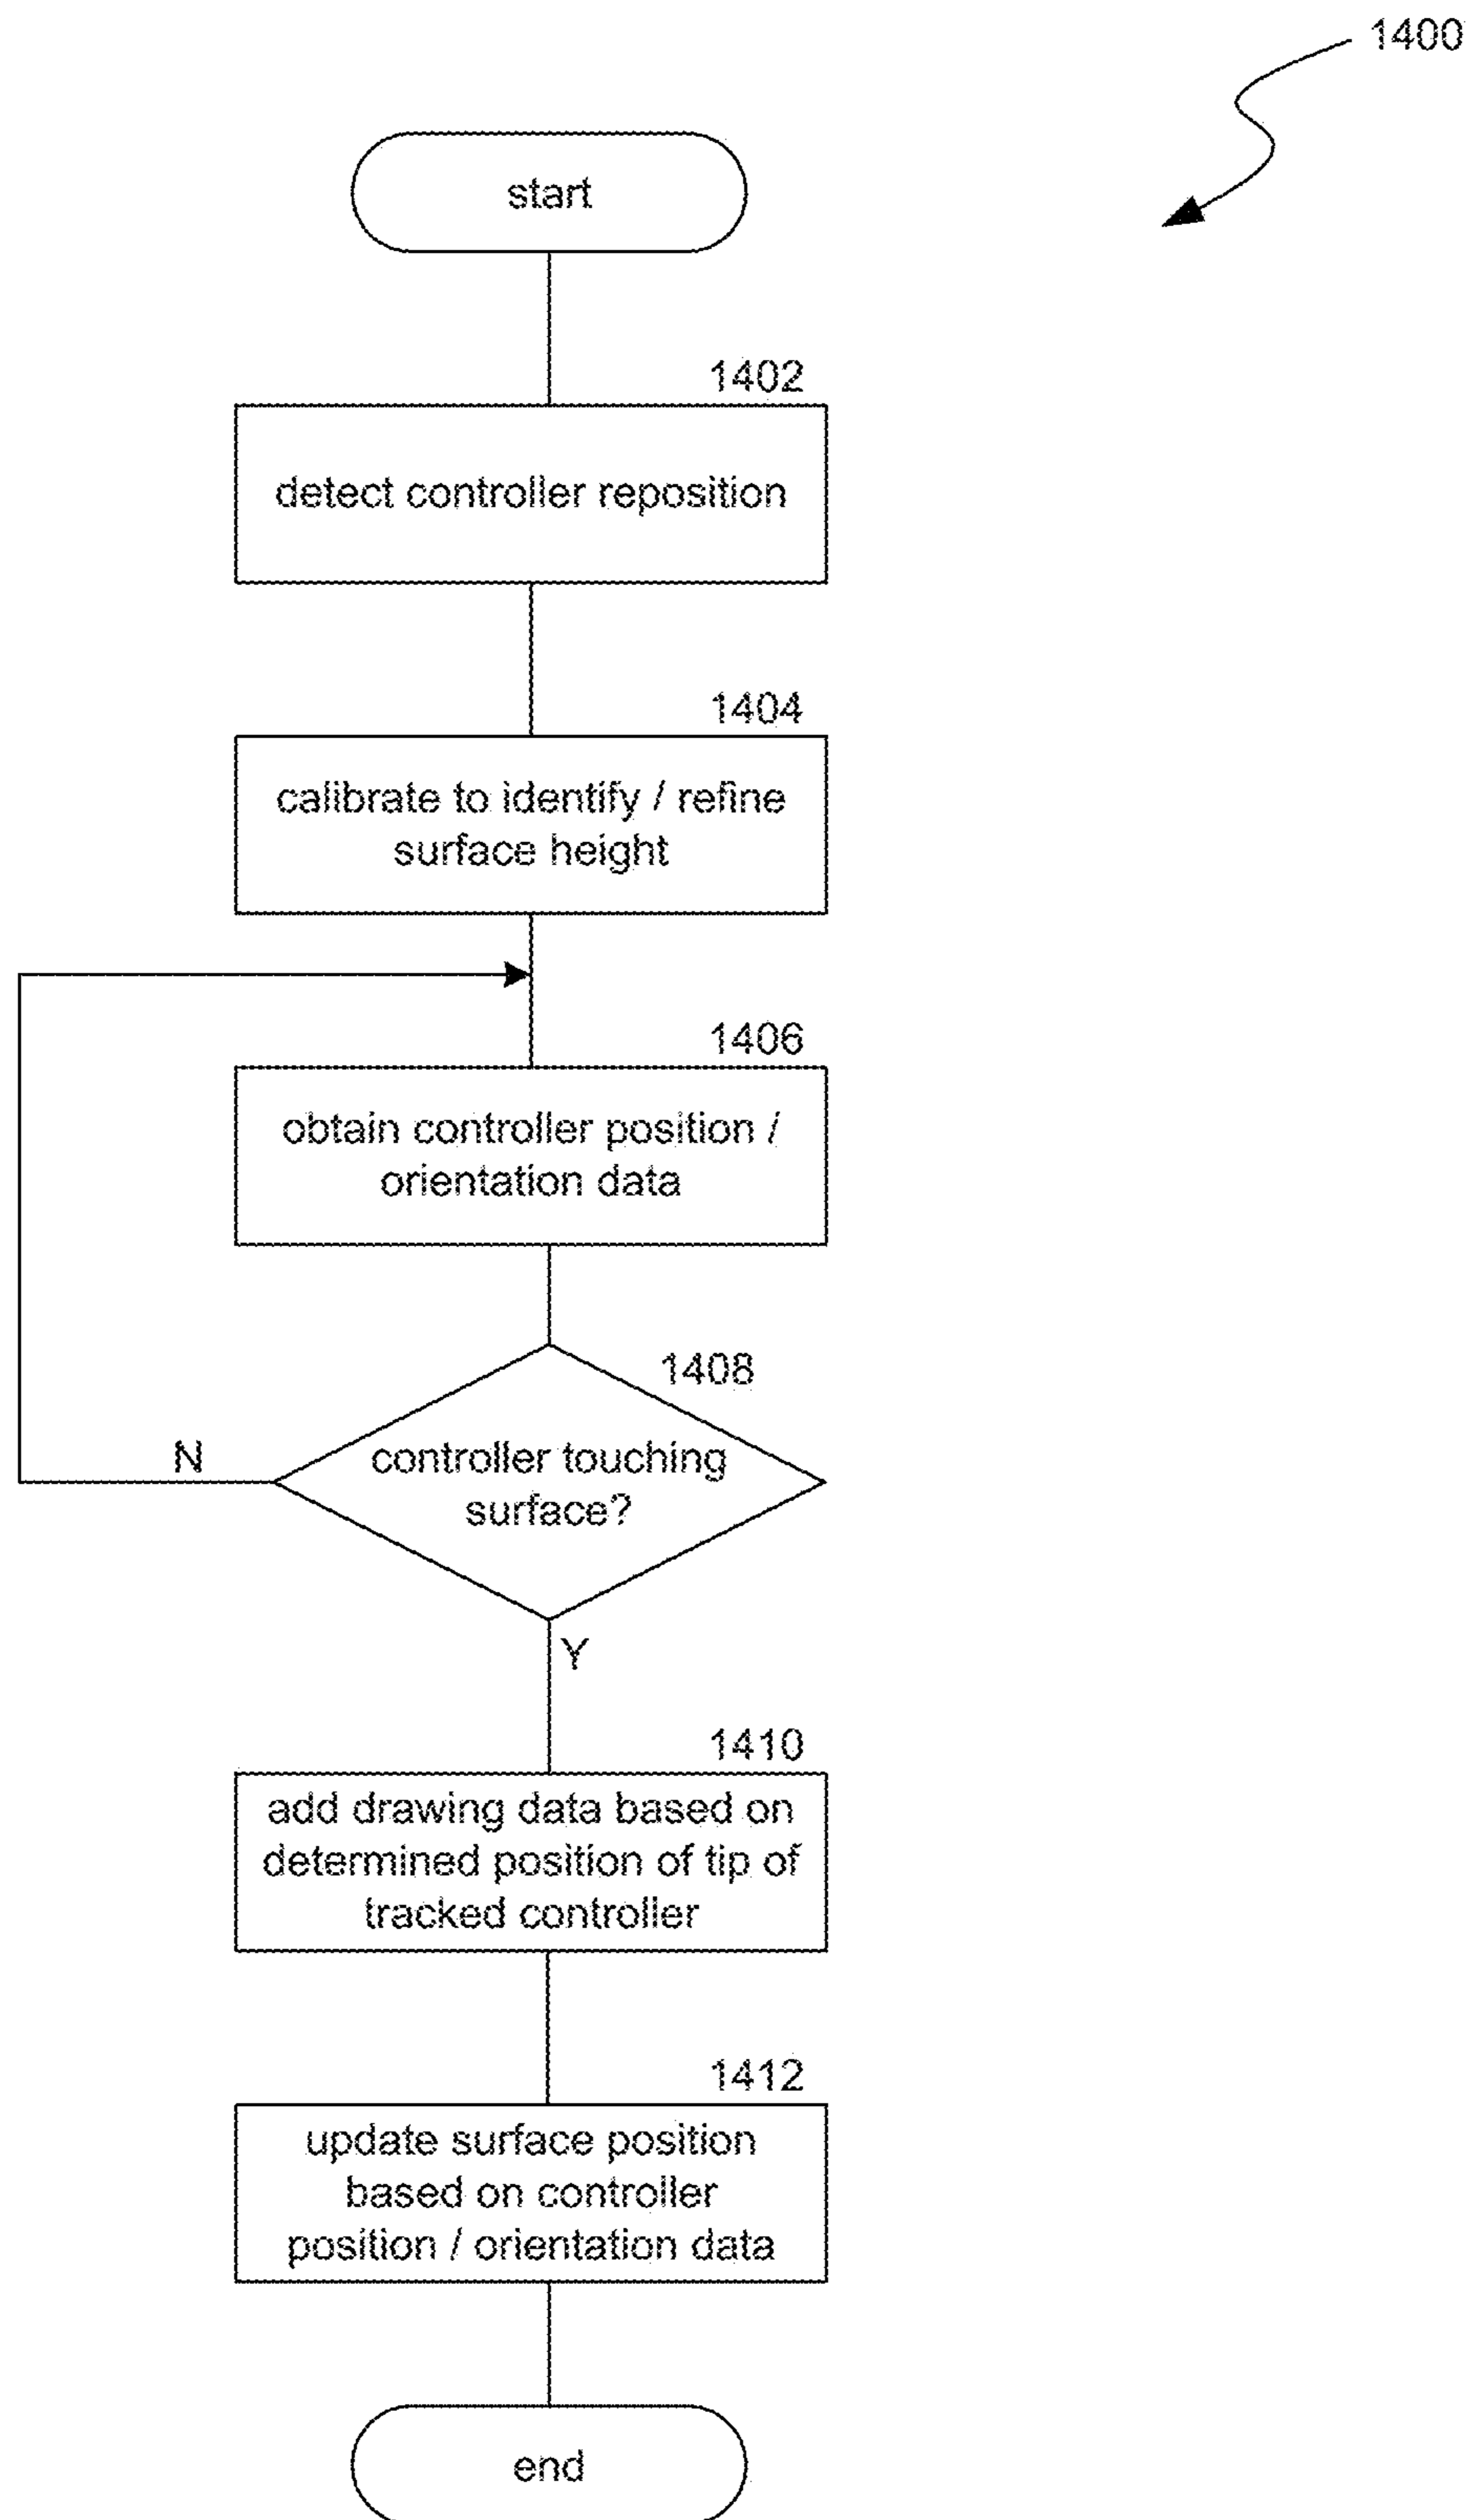 1400
start
1402
detect controller reposition
1404
calibrate to identify / refine
surface height
1406
obtain controller position /
orientation data
1408
controller touching
surface?
N
Y
1410
add drawing data based on
determined position of tip of
tracked controller
1412
update surface position
based on controller
position / orientation data
end